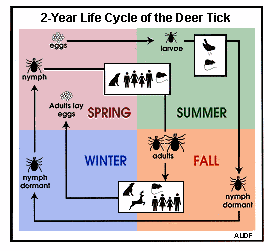 2-Year Life Cycle of the Deer Tick
eggs
larvae
nymph
Adults lay
eggs
SPRING
SUMMER
WINTER
FALL
adults
nymph
dormant
nymph
dormant
ALDF